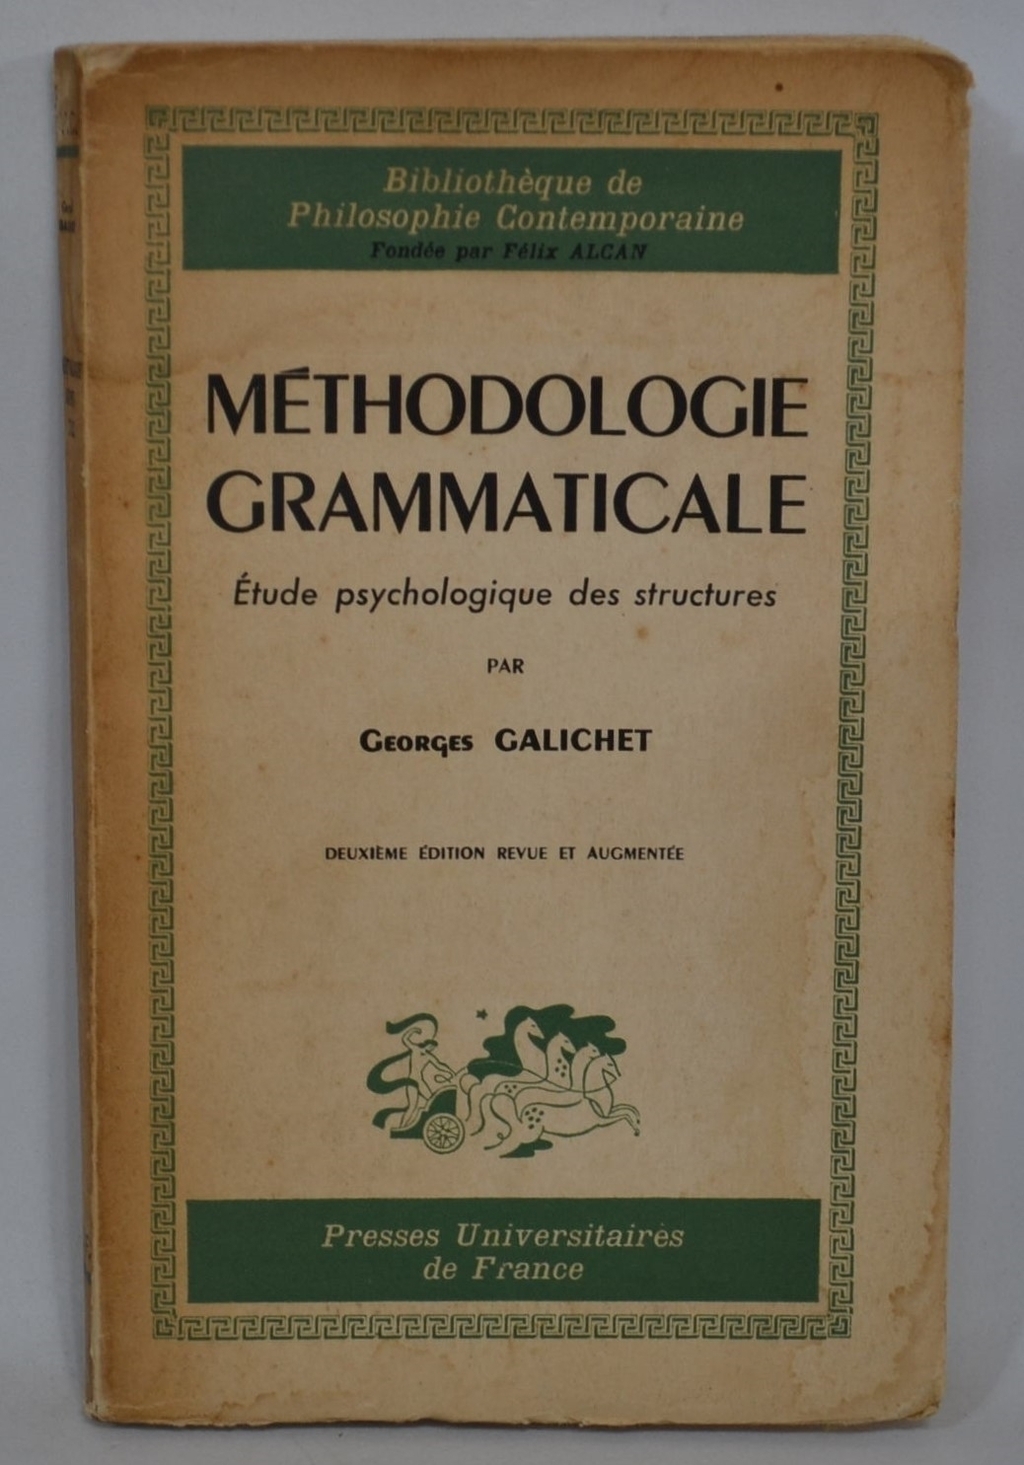 Bibliothèque de
Philosophie Contemporaine
Fondée par Félix ALCAN
MÉTHODOLOGIE
GRAMMATICALE
Étude psychologique des structures
PAR
GEORGES GALICHET
DEUXIÈME ÉDITION REVUE ET AUGMENTÉE
Presses Universitaires
de France